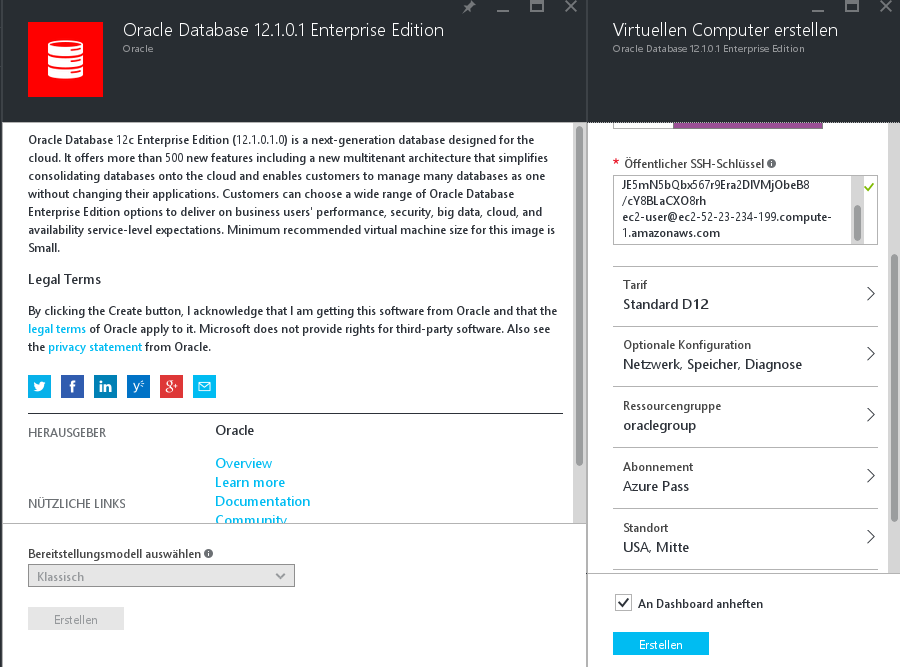 Oracle Database 12.1.0.1 Enterprise Edition
Oracle
Oracle Database 12c Enterprise Edition (12.1.0.1.0) is a next-generation database designed for the
cloud. It offers more than 500 new features including a new multitenant architecture that simplifies
consolidating databases onto the cloud and enables customers to manage many databases as one
without changing their applications. Customers can choose a wide range of Oracle Database
Enterprise Edition options to deliver on business users' performance, security, big data, cloud, and
availability service-level expectations. Minimum recommended virtual machine size for this image is
Small.
Legal Terms
By clicking the Create button, I acknowledge that I am getting this software from Oracle and that the
legal terms of Oracle apply to it. Microsoft does not provide rights for third-party software. Also see
the privacy statement from Oracle.
HERAUSGEBER
Oracle
NÜTZLICHE LINKS
Overview
Learn more
Documentation
Community
Bereitstellungsmodell auswählen
Klassisch
Erstellen
Virtuellen Computer erstellen
Oracle Database 12.1.0.1 Enterprise Edition
* Öffentlicher SSH-Schlüssel
JE5mN5bQbx567r9Era2DlVMjObeB8
/cY8BLaCXO8rh
ec2-user@ec2-52-23-234-199.compute-
1.amazonaws.com
Tarif
Standard D12
Optionale Konfiguration
Netzwerk, Speicher, Diagnose
Ressourcengruppe
oraclegroup
Abonnement
Azure Pass
Standort
USA, Mitte
An Dashboard anheften
Erstellen